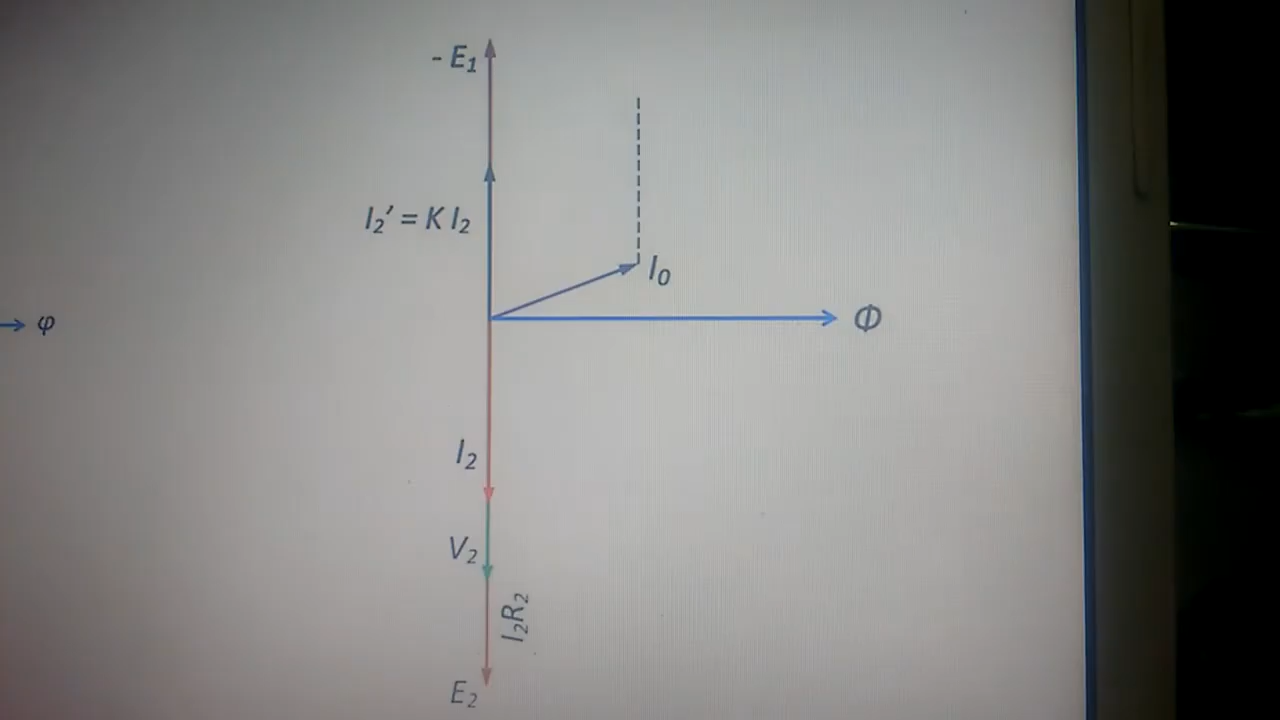 - E₁
I₂' = K I₂
I₀
φ
Φ
I₂
V₂
I₂R₂
E₂